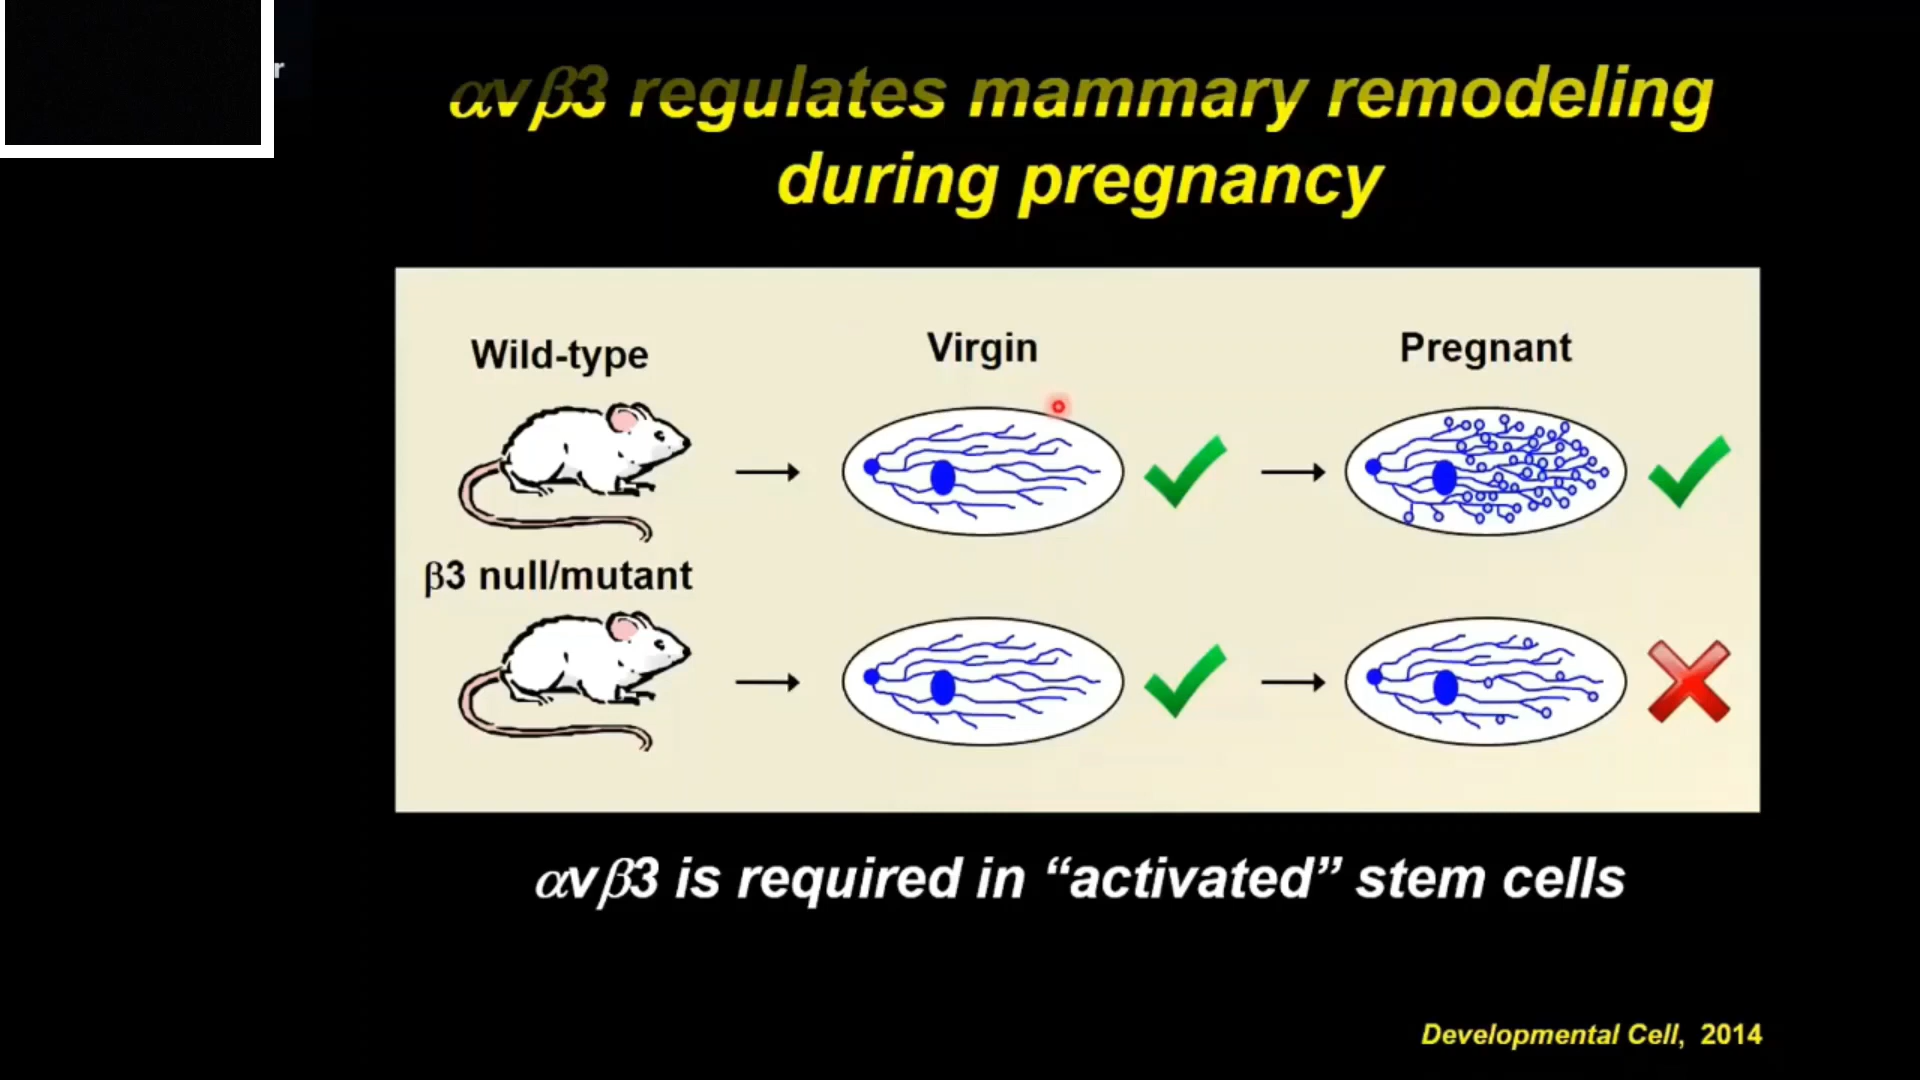 αvβ3 regulates mammary remodeling
during pregnancy
Wild-type
Virgin
Pregnant
β3 null/mutant
αvβ3 is required in “activated” stem cells
Developmental Cell, 2014